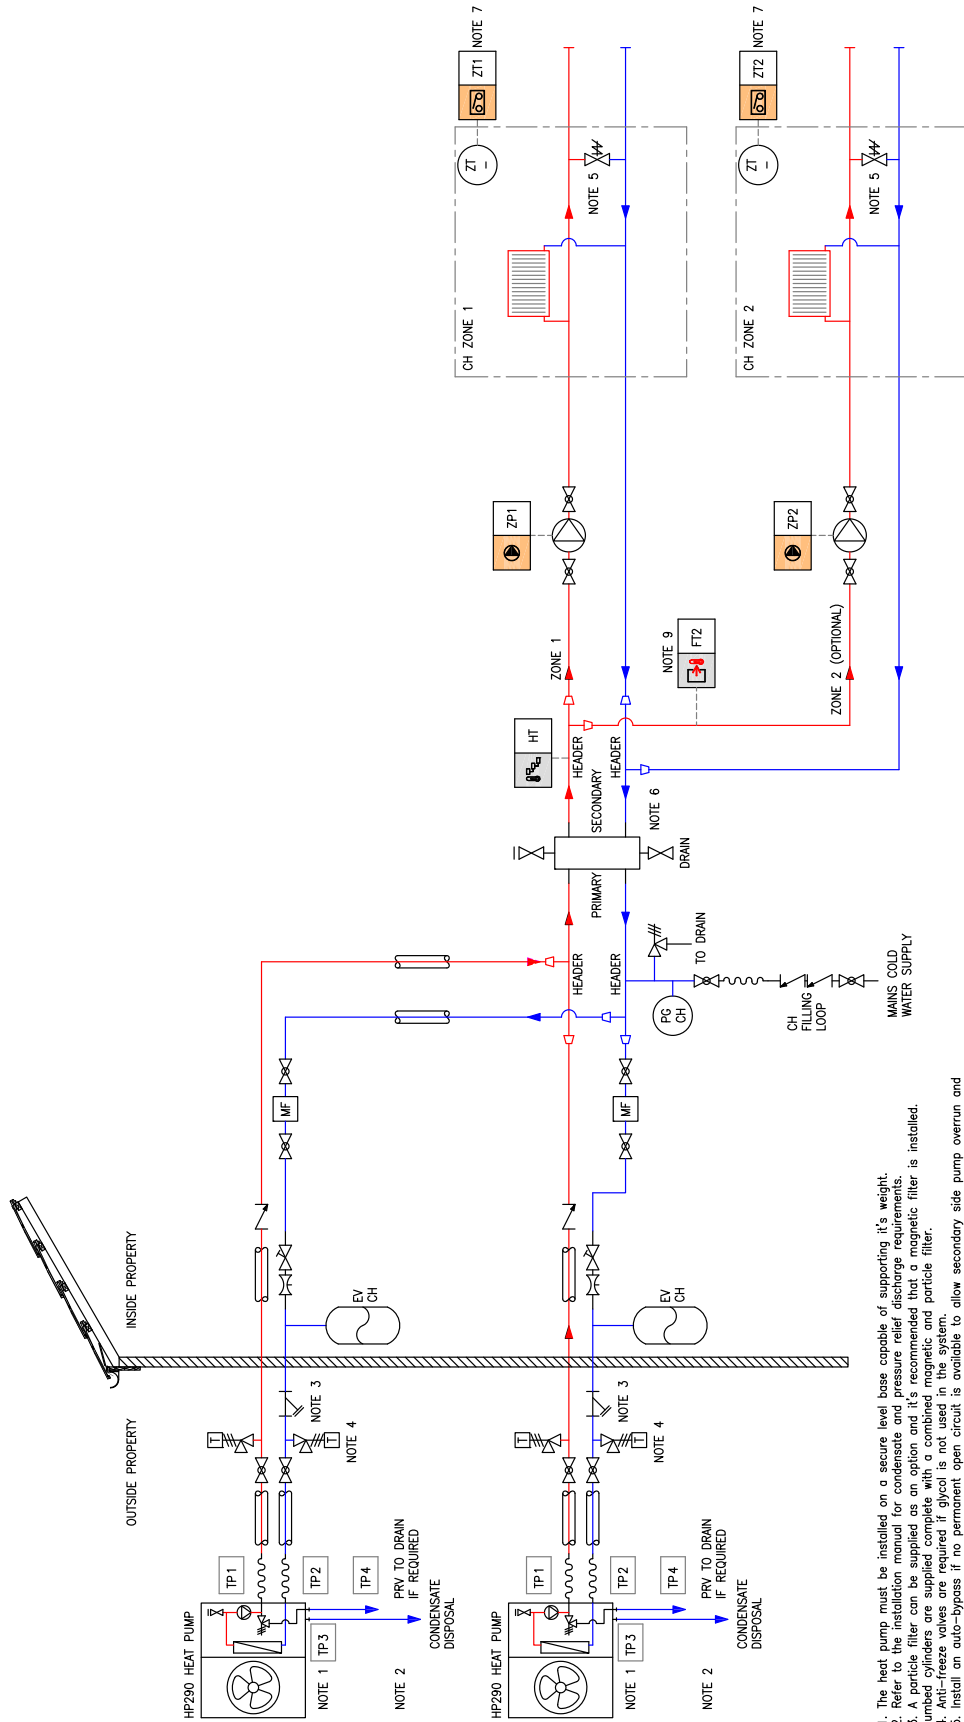 HP290 HEAT PUMP
NOTE 1
NOTE 2
TP1
TP2
TP3
TP4
PRV TO DRAIN
IF REQUIRED
CONDENSATE
DISPOSAL
OUTSIDE PROPERTY
INSIDE PROPERTY
T
T
NOTE 3
NOTE 4
EV
CH
MF
HP290 HEAT PUMP
NOTE 1
NOTE 2
TP1
TP2
TP3
TP4
PRV TO DRAIN
IF REQUIRED
CONDENSATE
DISPOSAL
T
T
NOTE 3
NOTE 4
EV
CH
MF
HEADER
PG
CH
TO DRAIN
CH
FILLING
LOOP
MAINS COLD
WATER SUPPLY
PRIMARY
SECONDARY
DRAIN
NOTE 6
HEADER
HEADER
HT
ZONE 1
NOTE 9
FT2
ZONE 2 (OPTIONAL)
ZP1
ZP2
CH ZONE 1
NOTE 5
ZT
–
ZT1
NOTE 7
CH ZONE 2
NOTE 5
ZT
–
ZT2
NOTE 7
. The heat pump must be installed on a secure level base capable of supporting it's weight.
. Refer to the installation manual for condensate and pressure relief discharge requirements.
. A particle filter can be supplied as an option and it's recommended that a magnetic filter is installed.
umbed cylinders are supplied complete with a combined magnetic and particle filter.
. Anti-freeze valves are required if glycol is not used in the system.
. Install an auto-bypass if no permanent open circuit is available to allow secondary side pump overrun and